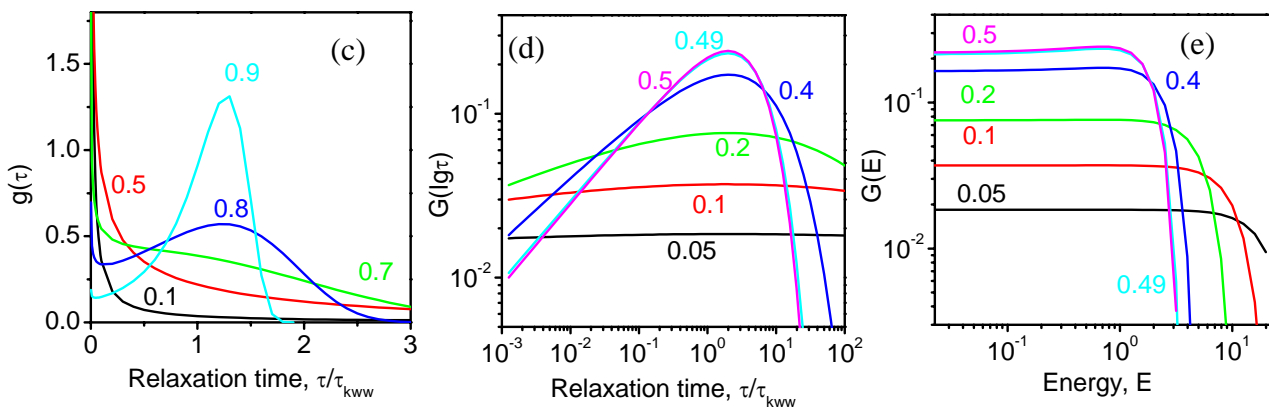 (c)
g(τ)
1.5
1.0
0.5
0.0
0.9
0.5
0.8
0.7
0.1
0 1 2 3
Relaxation time, τ/τkww
(d)
G(lgτ)
10⁻¹
10⁻²
0.49
0.5
0.4
0.2
0.1
0.05
10⁻³ 10⁻² 10⁻¹ 10⁰ 10¹ 10²
Relaxation time, τ/τkww
(e)
G(E)
10⁻¹
10⁻²
0.5
0.4
0.2
0.1
0.05
0.49
10⁻¹ 10⁰ 10¹
Energy, E